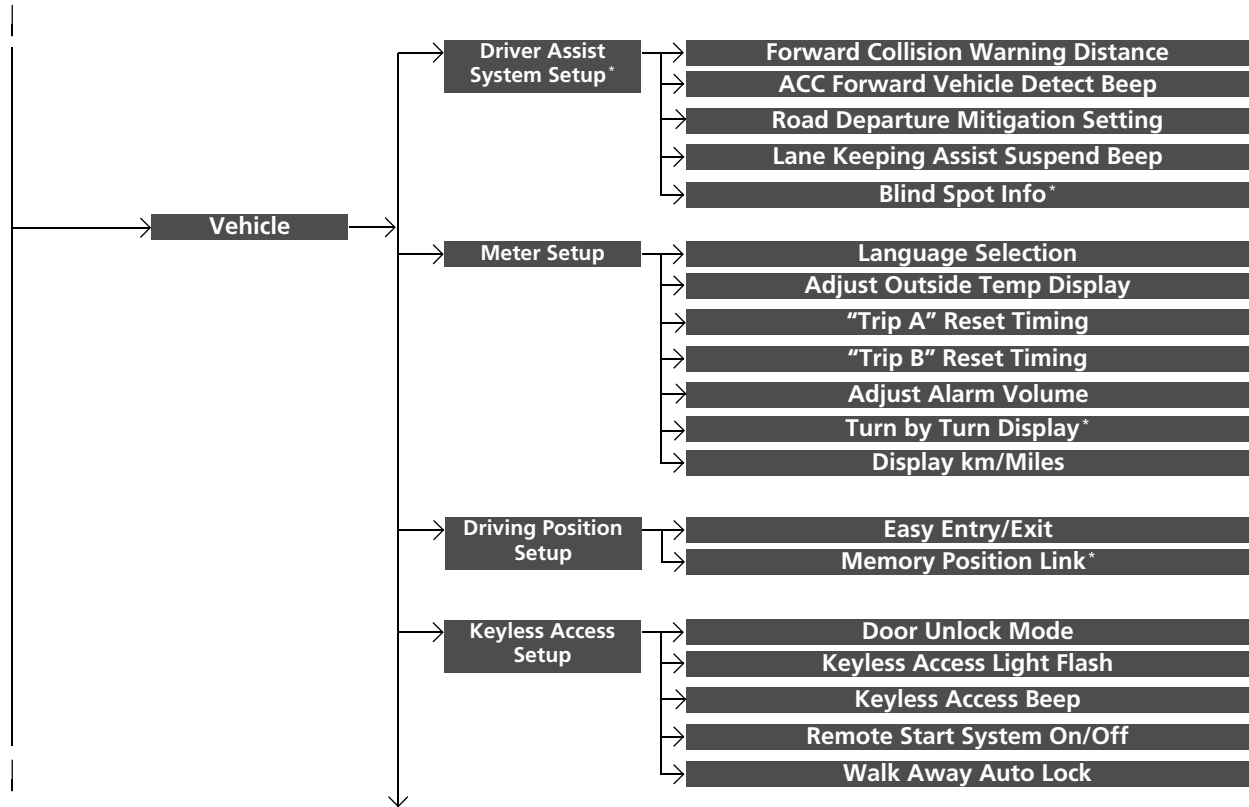 Vehicle
Driver Assist
System Setup*
Forward Collision Warning Distance
ACC Forward Vehicle Detect Beep
Road Departure Mitigation Setting
Lane Keeping Assist Suspend Beep
Blind Spot Info*
Meter Setup
Language Selection
Adjust Outside Temp Display
“Trip A” Reset Timing
“Trip B” Reset Timing
Adjust Alarm Volume
Turn by Turn Display*
Display km/Miles
Driving Position
Setup
Easy Entry/Exit
Memory Position Link*
Keyless Access
Setup
Door Unlock Mode
Keyless Access Light Flash
Keyless Access Beep
Remote Start System On/Off
Walk Away Auto Lock